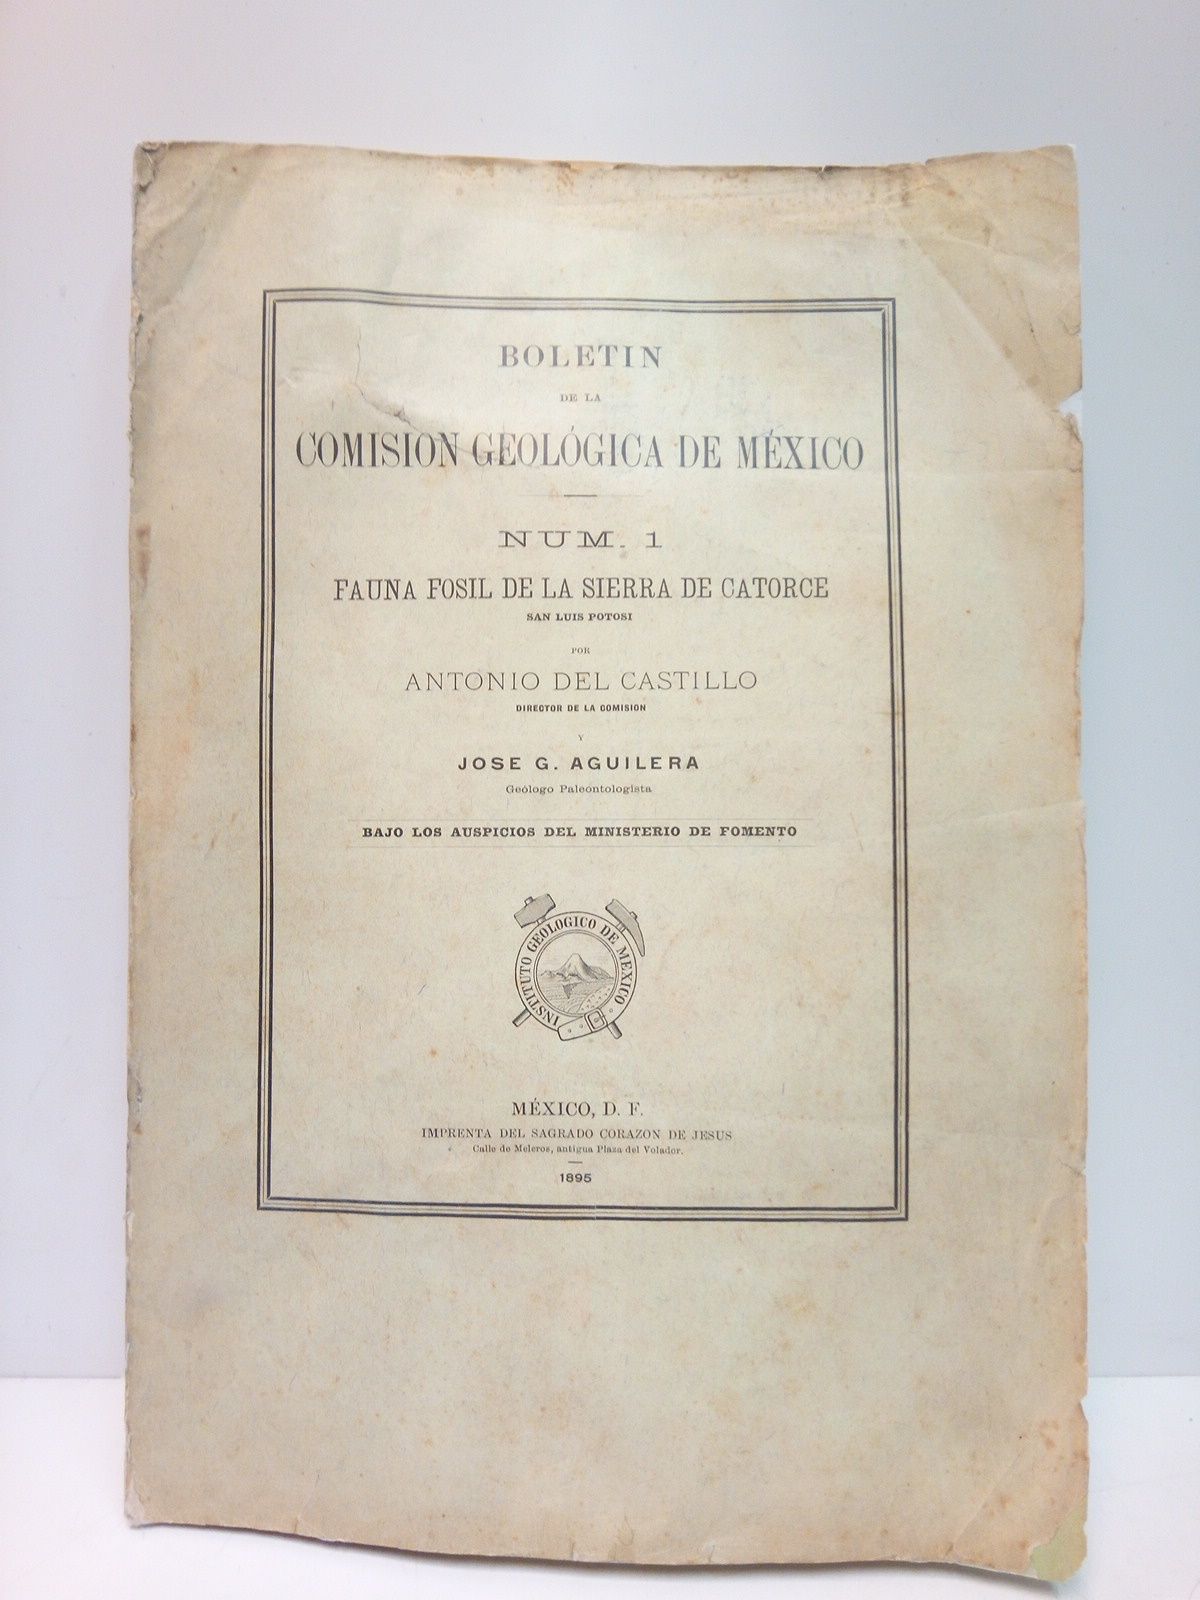 BOLETIN
DE LA
COMISION GEOLÓGICA DE MÉXICO
NUM. 1
FAUNA FOSIL DE LA SIERRA DE CATORCE
SAN LUIS POTOSI
POR
ANTONIO DEL CASTILLO
DIRECTOR DE LA COMISION
Y
JOSE G. AGUILERA
Geólogo Paleontologista
BAJO LOS AUSPICIOS DEL MINISTERIO DE FOMENTO
INSTITUTO GEOLOGICO DE MEXICO
MÉXICO, D. F.
IMPRENTA DEL SAGRADO CORAZON DE JESUS
Calle de Meleros, antigua Plaza del Volador.
1895